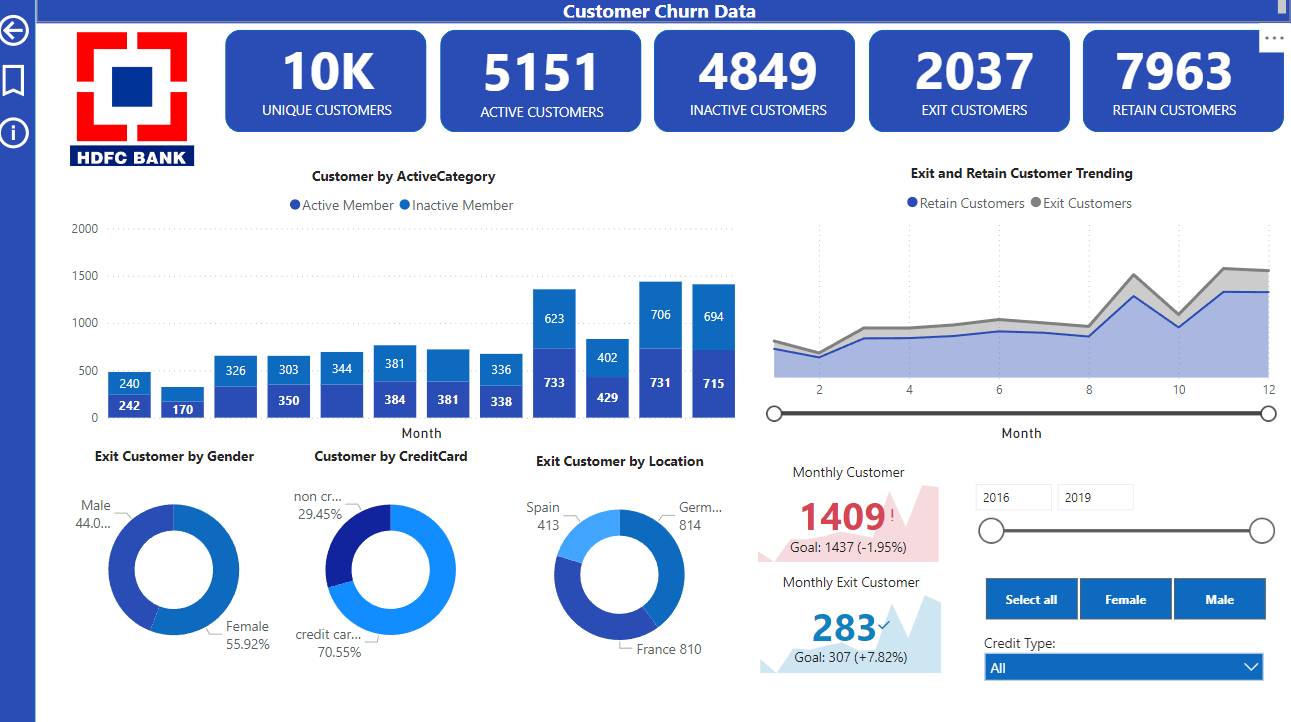 Customer Churn Data
HDFC BANK
10K
UNIQUE CUSTOMERS
5151
ACTIVE CUSTOMERS
4849
INACTIVE CUSTOMERS
2037
EXIT CUSTOMERS
7963
RETAIN CUSTOMERS
Customer by ActiveCategory
Active Member Inactive Member
2000
1500
1000
500
0
240
242
170
326
303
350
344
381
384
381
336
338
623
733
402
429
706
731
694
715
Month
Exit and Retain Customer Trending
Retain Customers Exit Customers
2 4 6 8 10 12
Month
Exit Customer by Gender
Male
44.0...
Female
55.92%
Customer by CreditCard
non cr...
29.45%
credit car...
70.55%
Exit Customer by Location
Spain
413
Germ...
814
France 810
Monthly Customer
1409!
Goal: 1437 (-1.95%)
Monthly Exit Customer
283
Goal: 307 (+7.82%)
2016 2019
Select all Female Male
Credit Type:
All